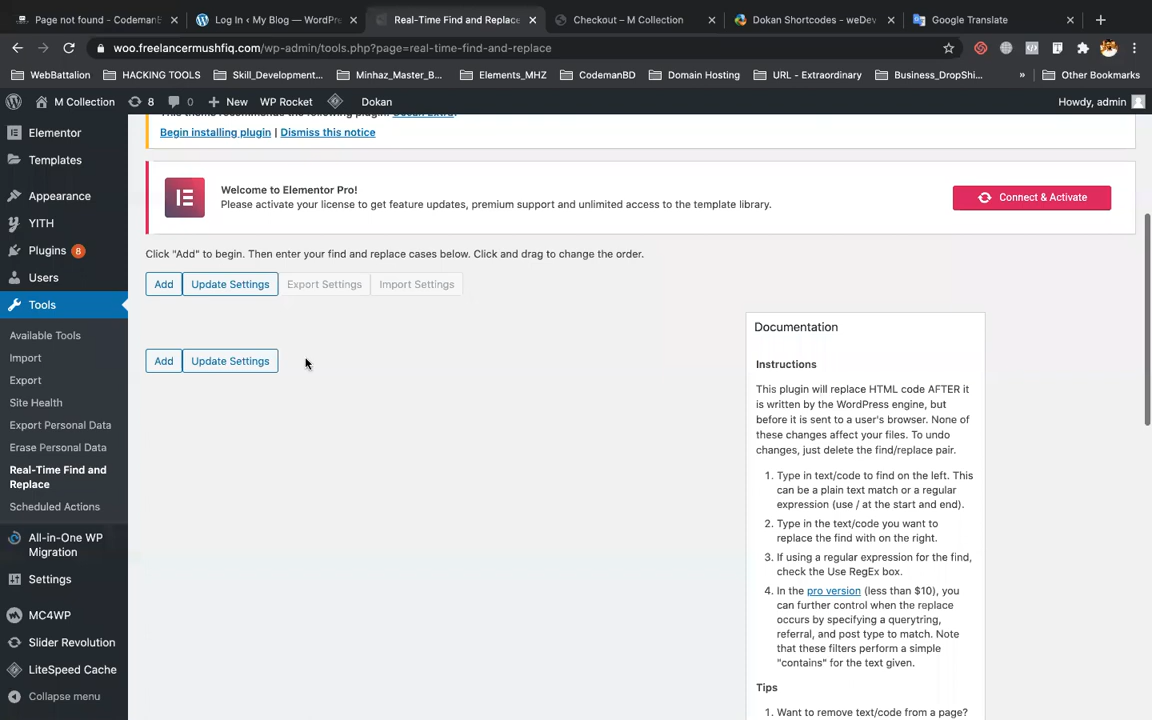 Page not found - CodemanB
Log In ‹ My Blog — WordPr
Real-Time Find and Replace
Checkout – M Collection
Dokan Shortcodes - weDev
Google Translate
woo.freelancermushfiq.com/wp-admin/tools.php?page=real-time-find-and-replace
WebBattalion
HACKING TOOLS
Skill_Development...
Minhaz_Master_B...
Elements_MHZ
CodemanBD
Domain Hosting
URL - Extraordinary
Business_DropShi...
»
Other Bookmarks
M Collection
8
0
New
WP Rocket
Dokan
Howdy, admin
Elementor
Templates
Appearance
YITH
Plugins 8
Users
Tools
Available Tools
Import
Export
Site Health
Export Personal Data
Erase Personal Data
Real-Time Find and
Replace
Scheduled Actions
All-in-One WP
Migration
Settings
MC4WP
Slider Revolution
LiteSpeed Cache
Collapse menu
This theme recommends the following plugin: Ocean Extra.
Begin installing plugin | Dismiss this notice
Welcome to Elementor Pro!
Please activate your license to get feature updates, premium support and unlimited access to the template library.
Connect & Activate
Click "Add" to begin. Then enter your find and replace cases below. Click and drag to change the order.
Add
Update Settings
Export Settings
Import Settings
Add
Update Settings
Documentation
Instructions
This plugin will replace HTML code AFTER it
is written by the WordPress engine, but
before it is sent to a user's browser. None of
these changes affect your files. To undo
changes, just delete the find/replace pair.
1. Type in text/code to find on the left. This
can be a plain text match or a regular
expression (use / at the start and end).
2. Type in the text/code you want to
replace the find with on the right.
3. If using a regular expression for the find,
check the Use RegEx box.
4. In the pro version (less than $10), you
can further control when the replace
occurs by specifying a querytring,
referral, and post type to match. Note
that these filters perform a simple
"contains" for the text given.
Tips
1. Want to remove text/code from a page?